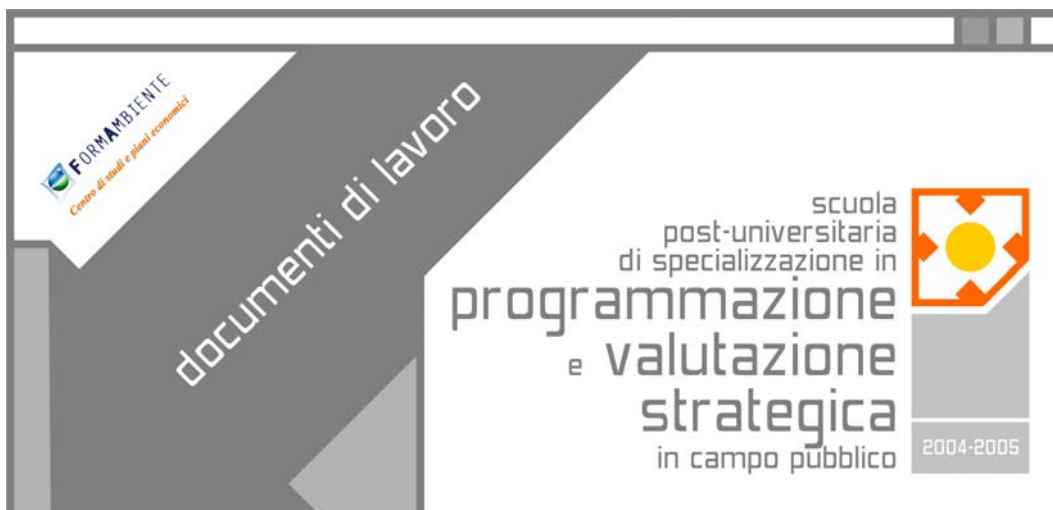 FORMAMBIENTE
Centro di studi e piani economici
documenti di lavoro
scuola
post-universitaria
di specializzazione in
programmazione
e valutazione
strategica
in campo pubblico
2004-2005